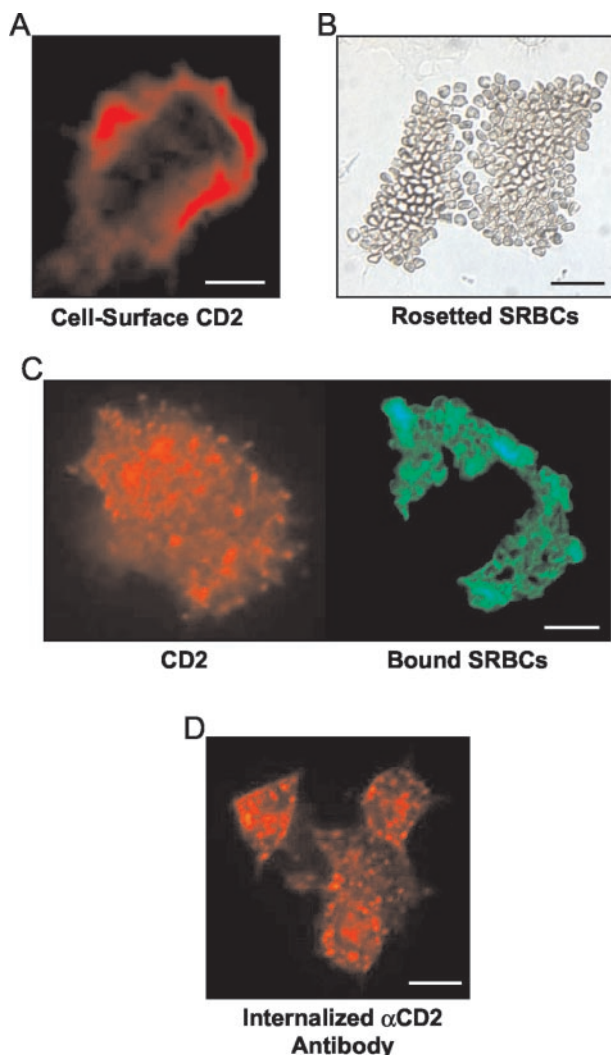 A
B
Cell-Surface CD2
Rosetted SRBCs
C
CD2
Bound SRBCs
D
Internalized αCD2
Antibody